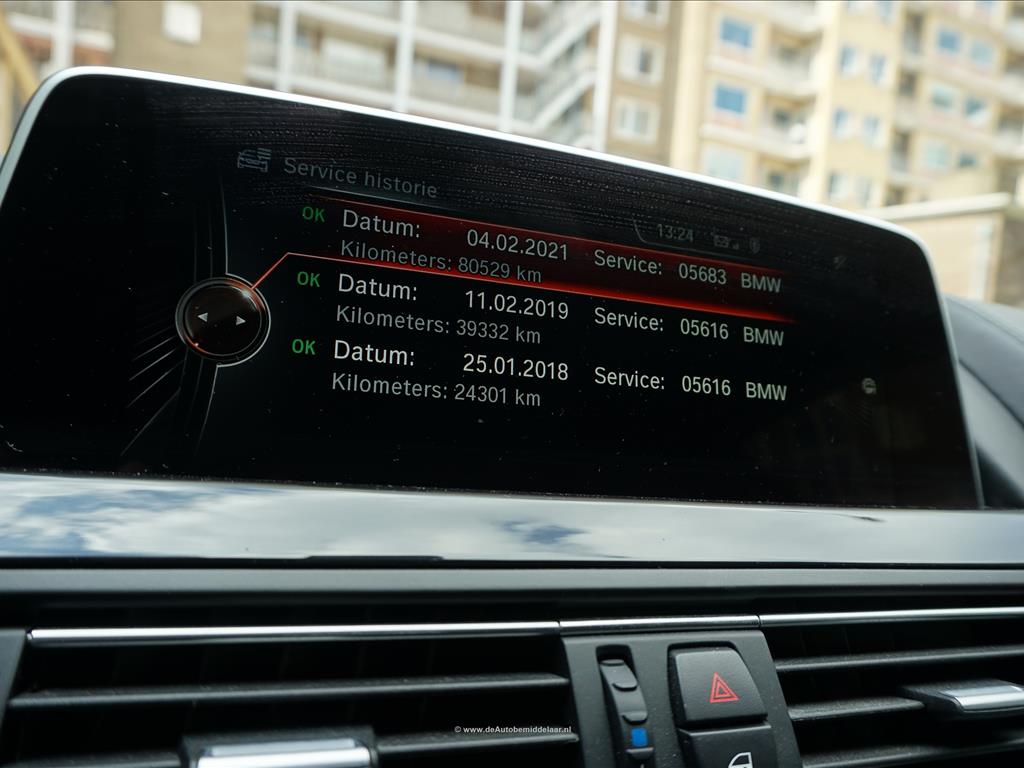 Service historie
13:24
OK Datum: 04.02.2021 Service: 05683 BMW
Kilometers: 80529 km
OK Datum: 11.02.2019 Service: 05616 BMW
Kilometers: 39332 km
OK Datum: 25.01.2018 Service: 05616 BMW
Kilometers: 24301 km
© www.deAutobemiddelaar.nl